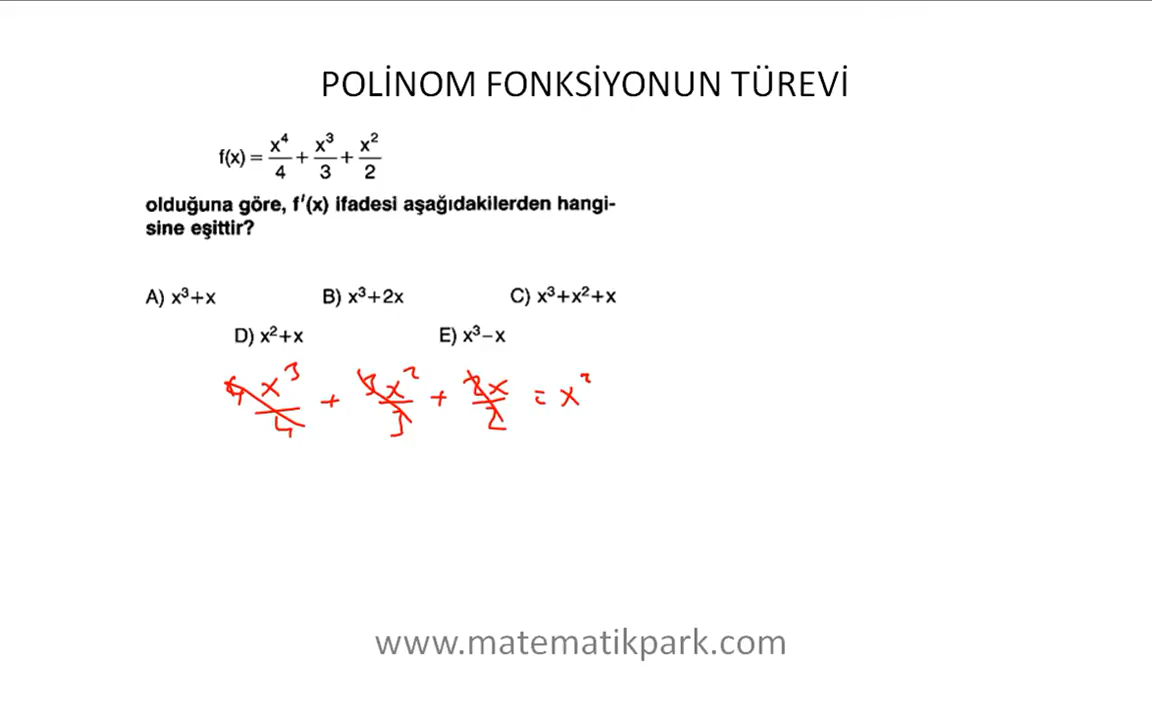 POLİNOM FONKSİYONUN TÜREVİ
f(x) = x⁴/4 + x³/3 + x²/2
olduğuna göre, f'(x) ifadesi aşağıdakilerden hangi-
sine eşittir?
A) x³+x B) x³+2x C) x³+x²+x
D) x²+x E) x³−x
4x³/4 + 3x²/3 + 2x/2 = x²
www.matematikpark.com